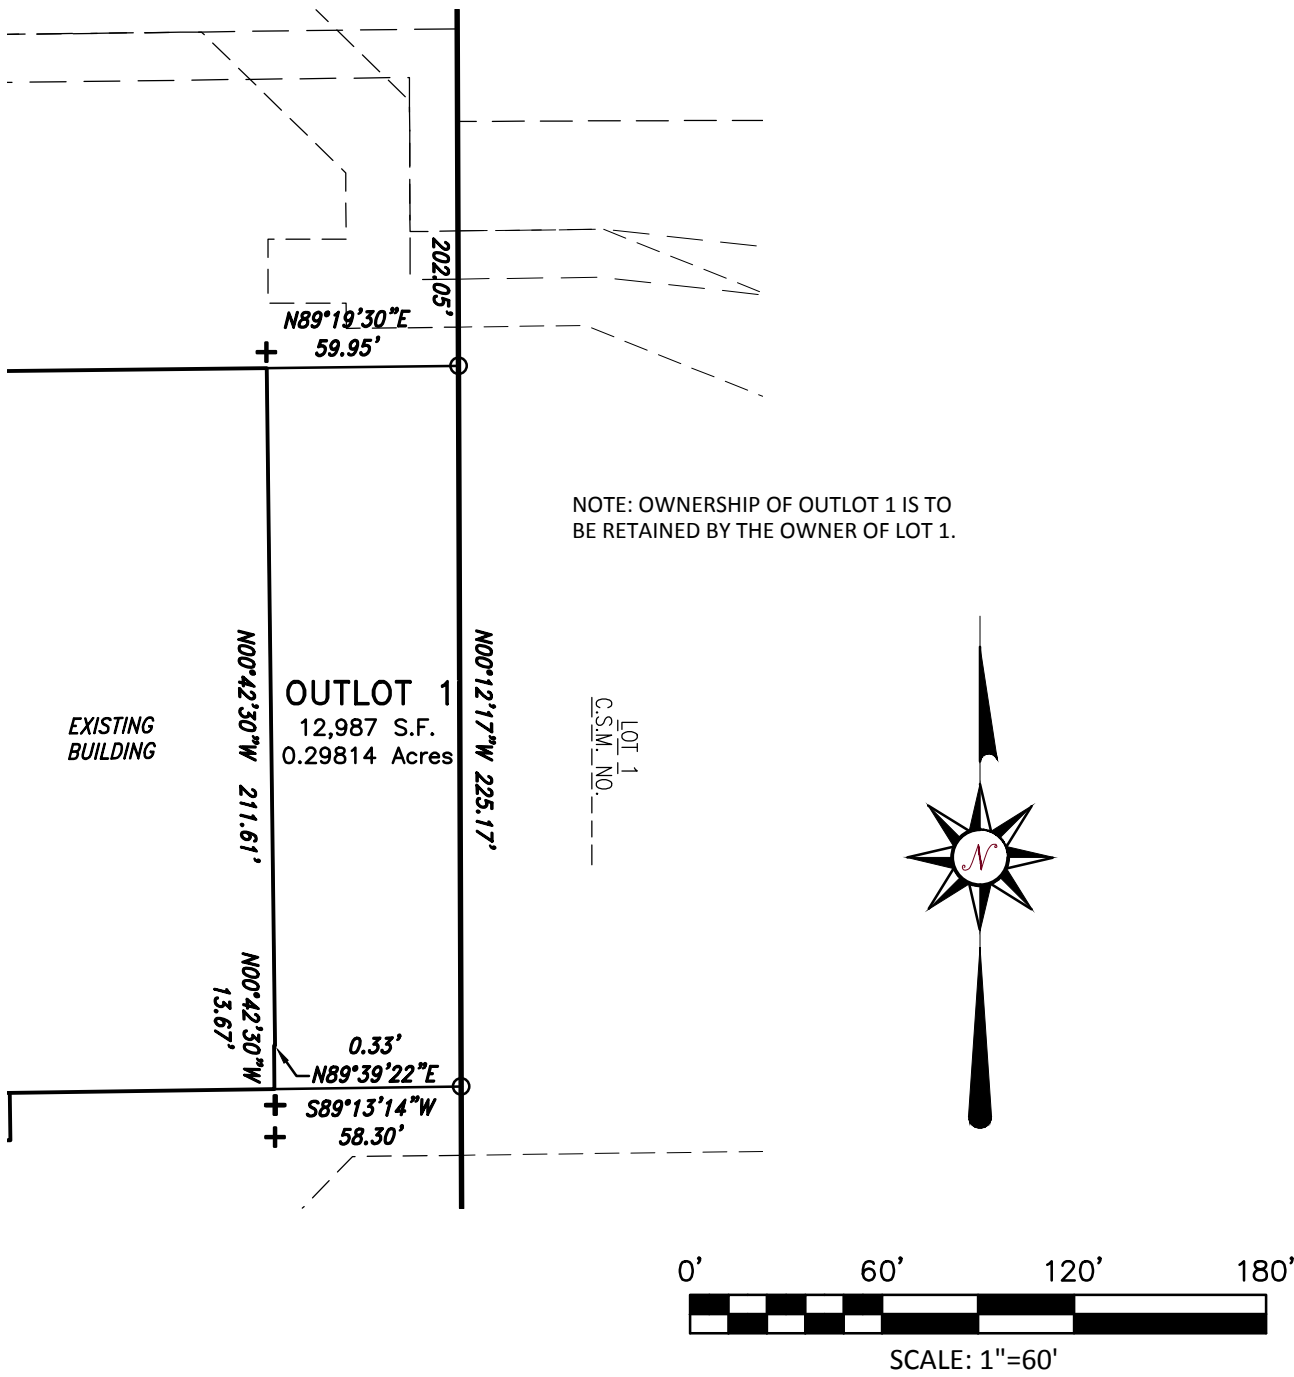 202.05'
N89°19'30"E
59.95'
NOTE: OWNERSHIP OF OUTLOT 1 IS TO
BE RETAINED BY THE OWNER OF LOT 1.
EXISTING
BUILDING
N00°42'30"W 211.61'
OUTLOT 1
12,987 S.F.
0.29814 Acres
N00°12'17"W 225.17'
LOT 1
C.S.M. NO.
N
N00°42'30"W
13.67'
0.33'
N89°39'22"E
S89°13'14"W
58.30'
0' 60' 120' 180'
SCALE: 1"=60'